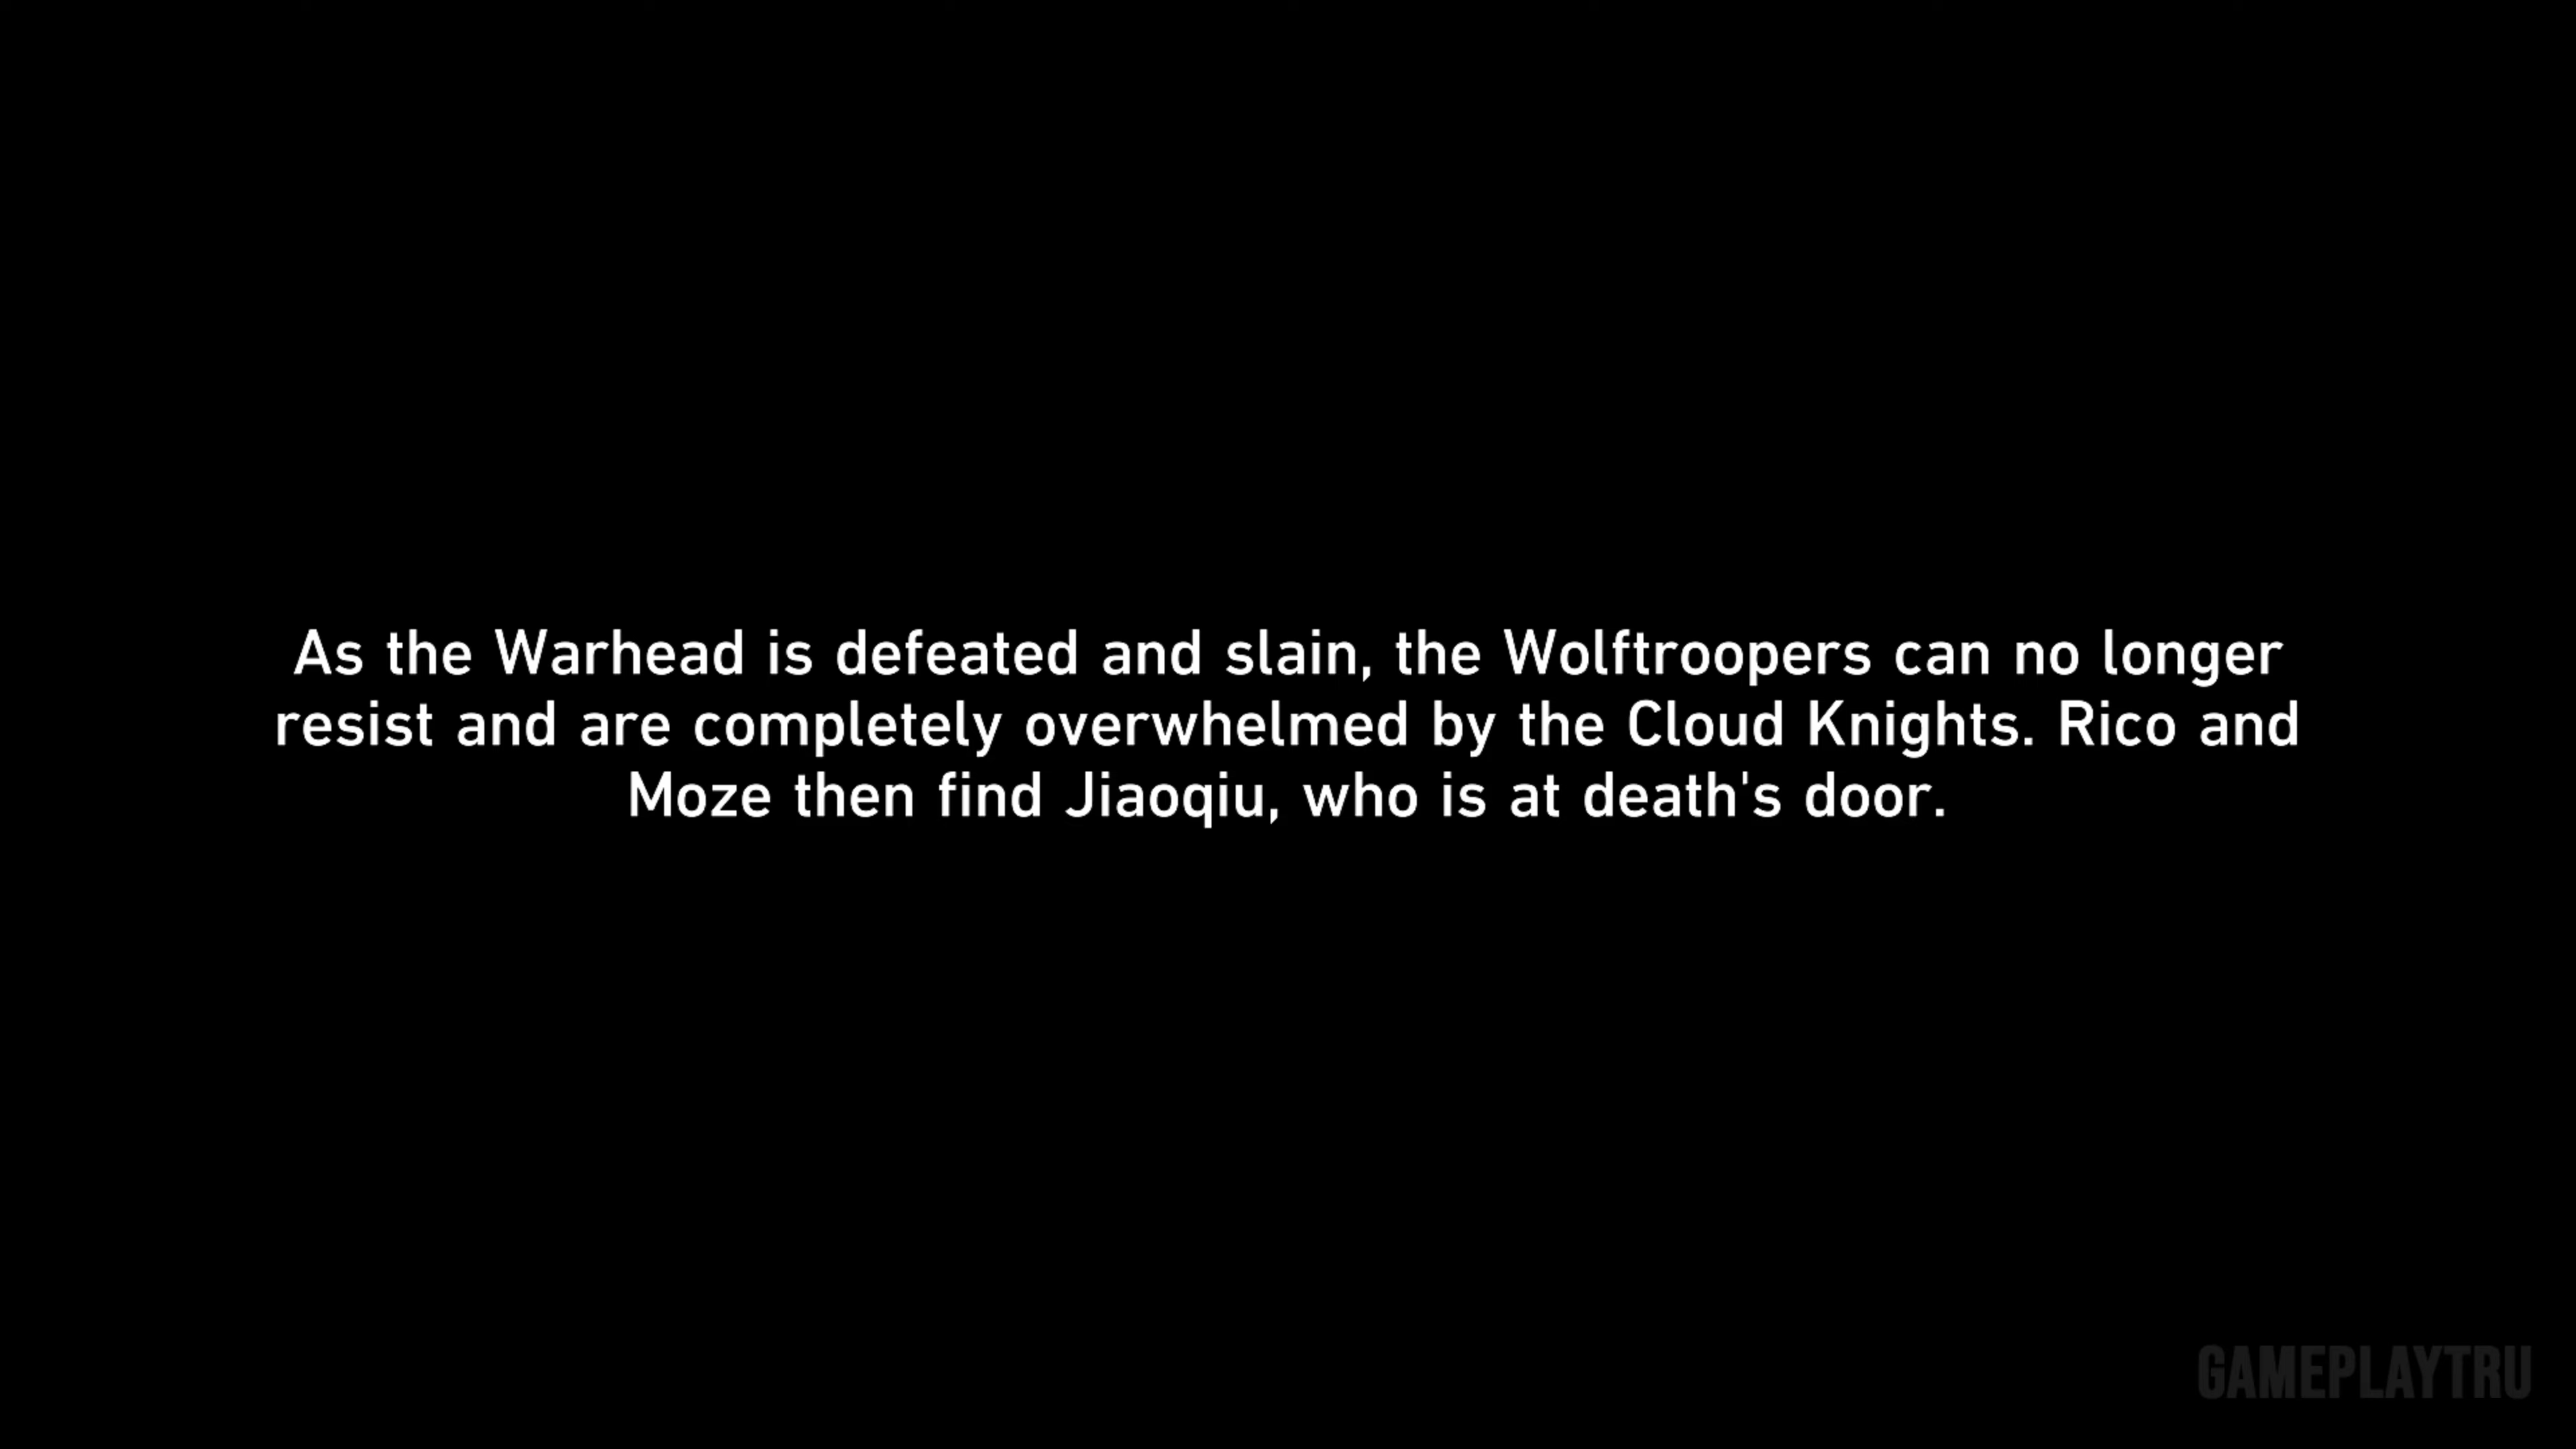 As the Warhead is defeated and slain, the Wolftroopers can no longer
resist and are completely overwhelmed by the Cloud Knights. Rico and
Moze then find Jiaoqiu, who is at death's door.
GAMEPLAYTRU